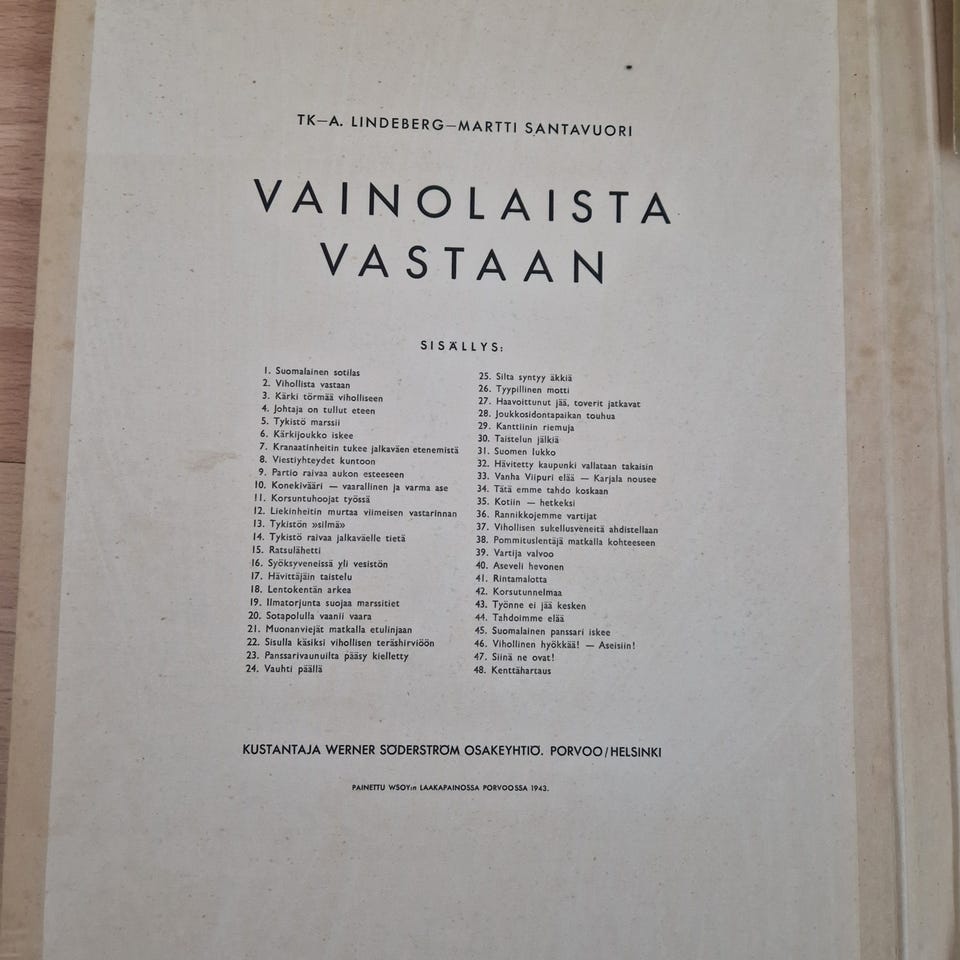 TK—A. LINDEBERG—MARTTI SANTAVUORI
VAINOLAISTA
VASTAAN
SISÄLLYS:
1. Suomalainen sotilas
2. Vihollista vastaan
3. Kärki törmää viholliseen
4. Johtaja on tullut eteen
5. Tykistö marssii
6. Kärkijoukko iskee
7. Kranaatinheitin tukee jalkaväen etenemistä
8. Viestiyhteydet kuntoon
9. Partio raivaa aukon esteeseen
10. Konekivääri — vaarallinen ja varma ase
11. Korsuntuhoojat työssä
12. Liekinheitin murtaa viimeisen vastarinnan
13. Tykistön »silmä»
14. Tykistö raivaa jalkaväelle tietä
15. Ratsulähetti
16. Syöksyveneissä yli vesistön
17. Hävittäjäin taistelu
18. Lentokentän arkea
19. Ilmatorjunta suojaa marssitiet
20. Sotapolulla vaanii vaara
21. Muonanviejät matkalla etulinjaan
22. Sisulla käsiksi vihollisen teräshirviöön
23. Panssarivaunuilta pääsy kielletty
24. Vauhti päällä
25. Silta syntyy äkkiä
26. Tyypillinen motti
27. Haavoittunut jää, toverit jatkavat
28. Joukkosidontapaikan touhua
29. Kanttiinin riemuja
30. Taistelun jälkiä
31. Suomen lukko
32. Hävitetty kaupunki vallataan takaisin
33. Vanha Viipuri elää — Karjala nousee
34. Tätä emme tahdo koskaan
35. Kotiin — hetkeksi
36. Rannikkojemme vartijat
37. Vihollisen sukellusveneitä ahdistellaan
38. Pommituslentäjä matkalla kohteeseen
39. Vartija valvoo
40. Aseveli hevonen
41. Rintamalotta
42. Korsutunnelmaa
43. Työnne ei jää kesken
44. Tahdoimme elää
45. Suomalainen panssari iskee
46. Vihollinen hyökkää! — Aseisiin!
47. Siinä ne ovat!
48. Kenttähartaus
KUSTANTAJA WERNER SÖDERSTRÖM OSAKEYHTIÖ. PORVOO/HELSINKI
PAINETTU WSOY:n LAAKAPAINOSSA PORVOOSSA 1943.